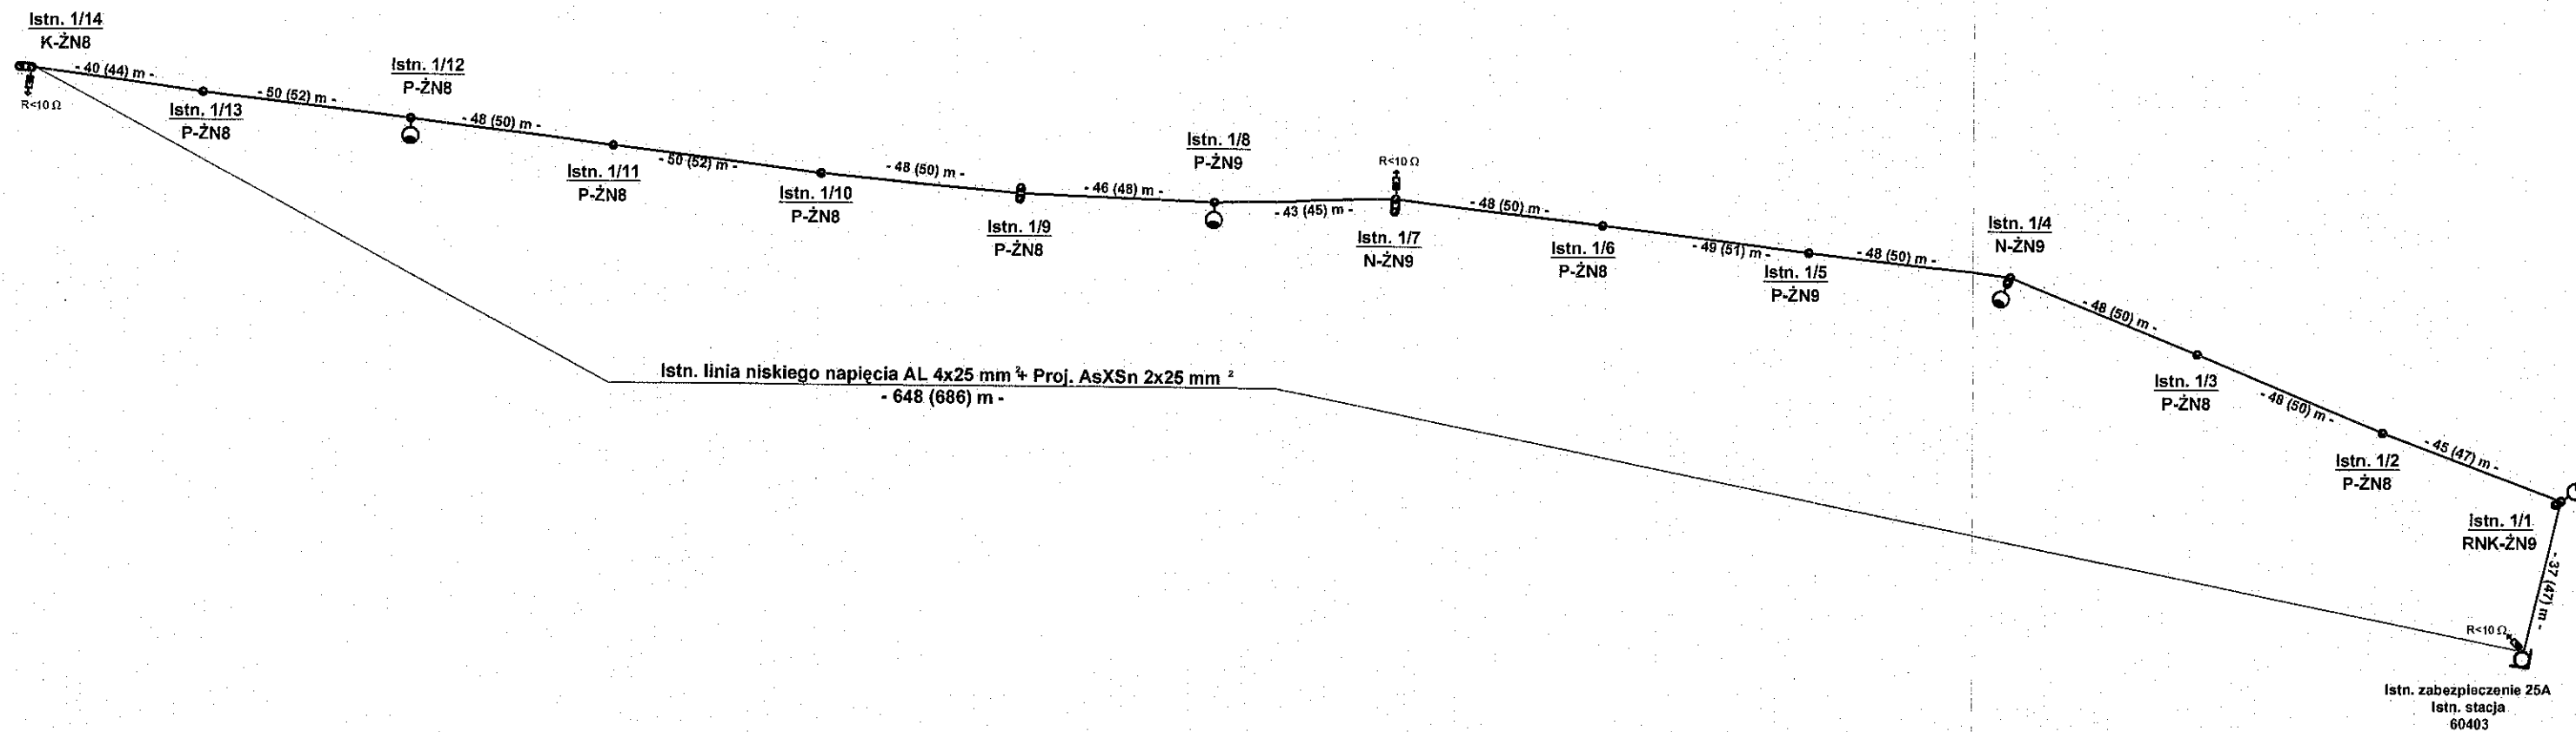 Istn. 1/14
K-ŻN8
R<10 Ω
- 40 (44) m -
Istn. 1/13
P-ŻN8
- 50 (52) m -
Istn. 1/12
P-ŻN8
- 48 (50) m -
Istn. 1/11
P-ŻN8
- 50 (52) m -
Istn. 1/10
P-ŻN8
- 48 (50) m -
Istn. 1/9
P-ŻN8
- 46 (48) m -
Istn. 1/8
P-ŻN9
- 43 (45) m -
R<10 Ω
Istn. 1/7
N-ŻN9
- 48 (50) m -
Istn. 1/6
P-ŻN8
- 49 (51) m -
Istn. 1/5
P-ŻN9
- 48 (50) m -
Istn. 1/4
N-ŻN9
- 48 (50) m -
Istn. 1/3
P-ŻN8
- 48 (50) m -
Istn. 1/2
P-ŻN8
- 45 (47) m -
Istn. 1/1
RNK-ŻN9
- 37 (47) m -
R<10 Ω
Istn. linia niskiego napięcia AL 4x25 mm²+ Proj. AsXSn 2x25 mm ²
- 648 (686) m -
Istn. zabezpieczenie 25A
Istn. stacja
60403